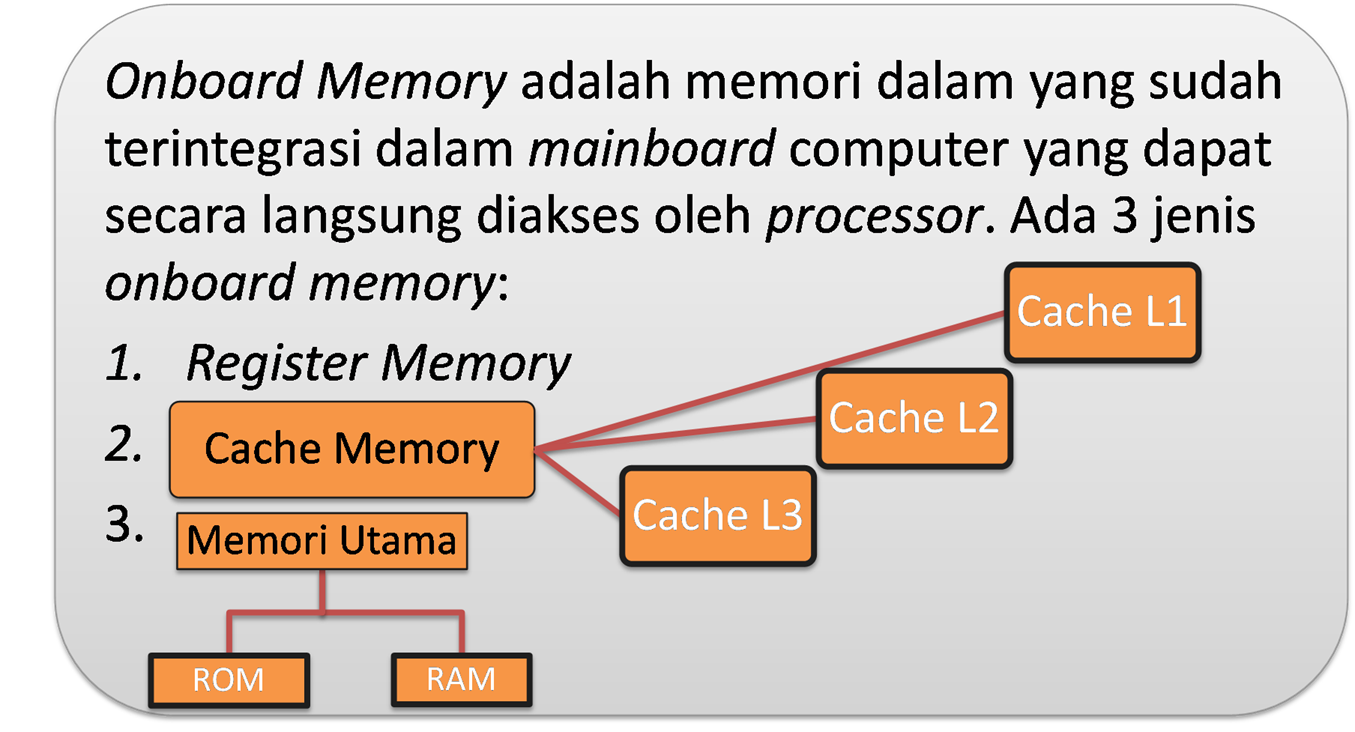 Onboard Memory adalah memori dalam yang sudah
terintegrasi dalam mainboard computer yang dapat
secara langsung diakses oleh processor. Ada 3 jenis
onboard memory:
Cache L1
1. Register Memory
Cache L2
2. Cache Memory
Cache L3
3. Memori Utama
ROM RAM